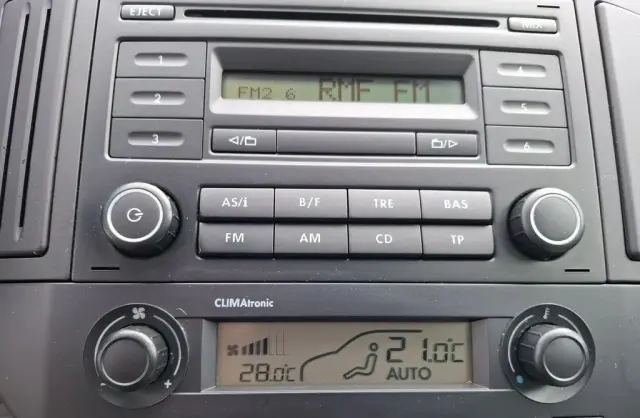 EJECT
MIX
1
2
3
FM2 6 RMF FM
4
5
6
AS/i B/F TRE BAS
FM AM CD TP
CLIMAtronic
28.0°C
21.0°C
AUTO